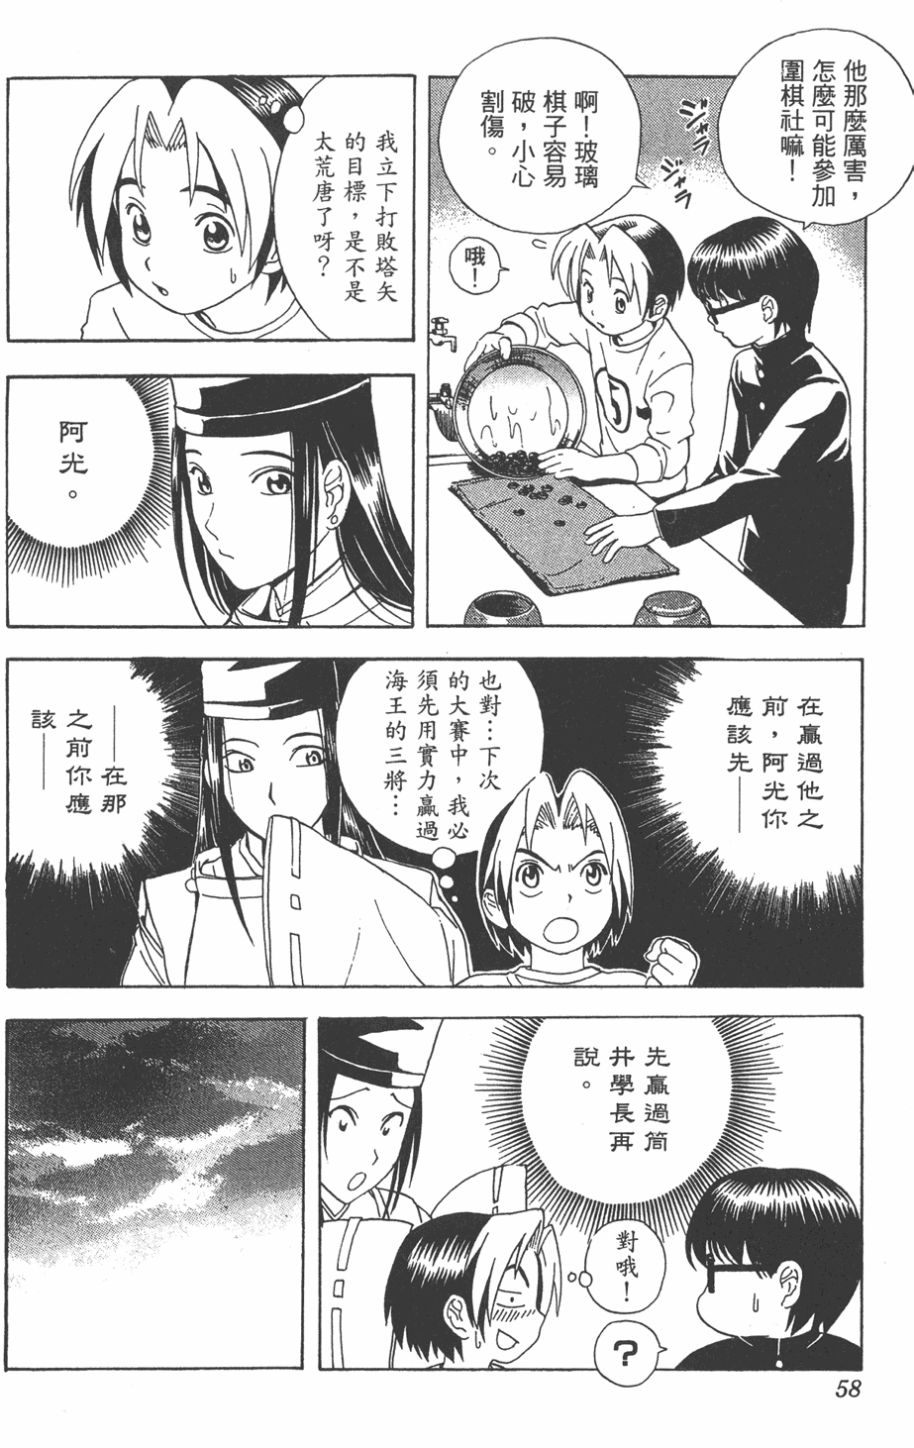 他那麼厲害，
怎麼可能參加
圍棋社嘛！
ジャ
ジャ
啊！玻璃
棋子容易
破，小心
割傷。
哦！
我立下打敗塔矢
的目標，是不是
太荒唐了呀？
阿光。
在贏過他之
前，阿光你
應該先——
也對…下次
的大賽中，我必
須先用實力贏過
海王的三將…
——在那
之前你應
該——
先贏過筒
井學長再
說。
對哦！
？
58